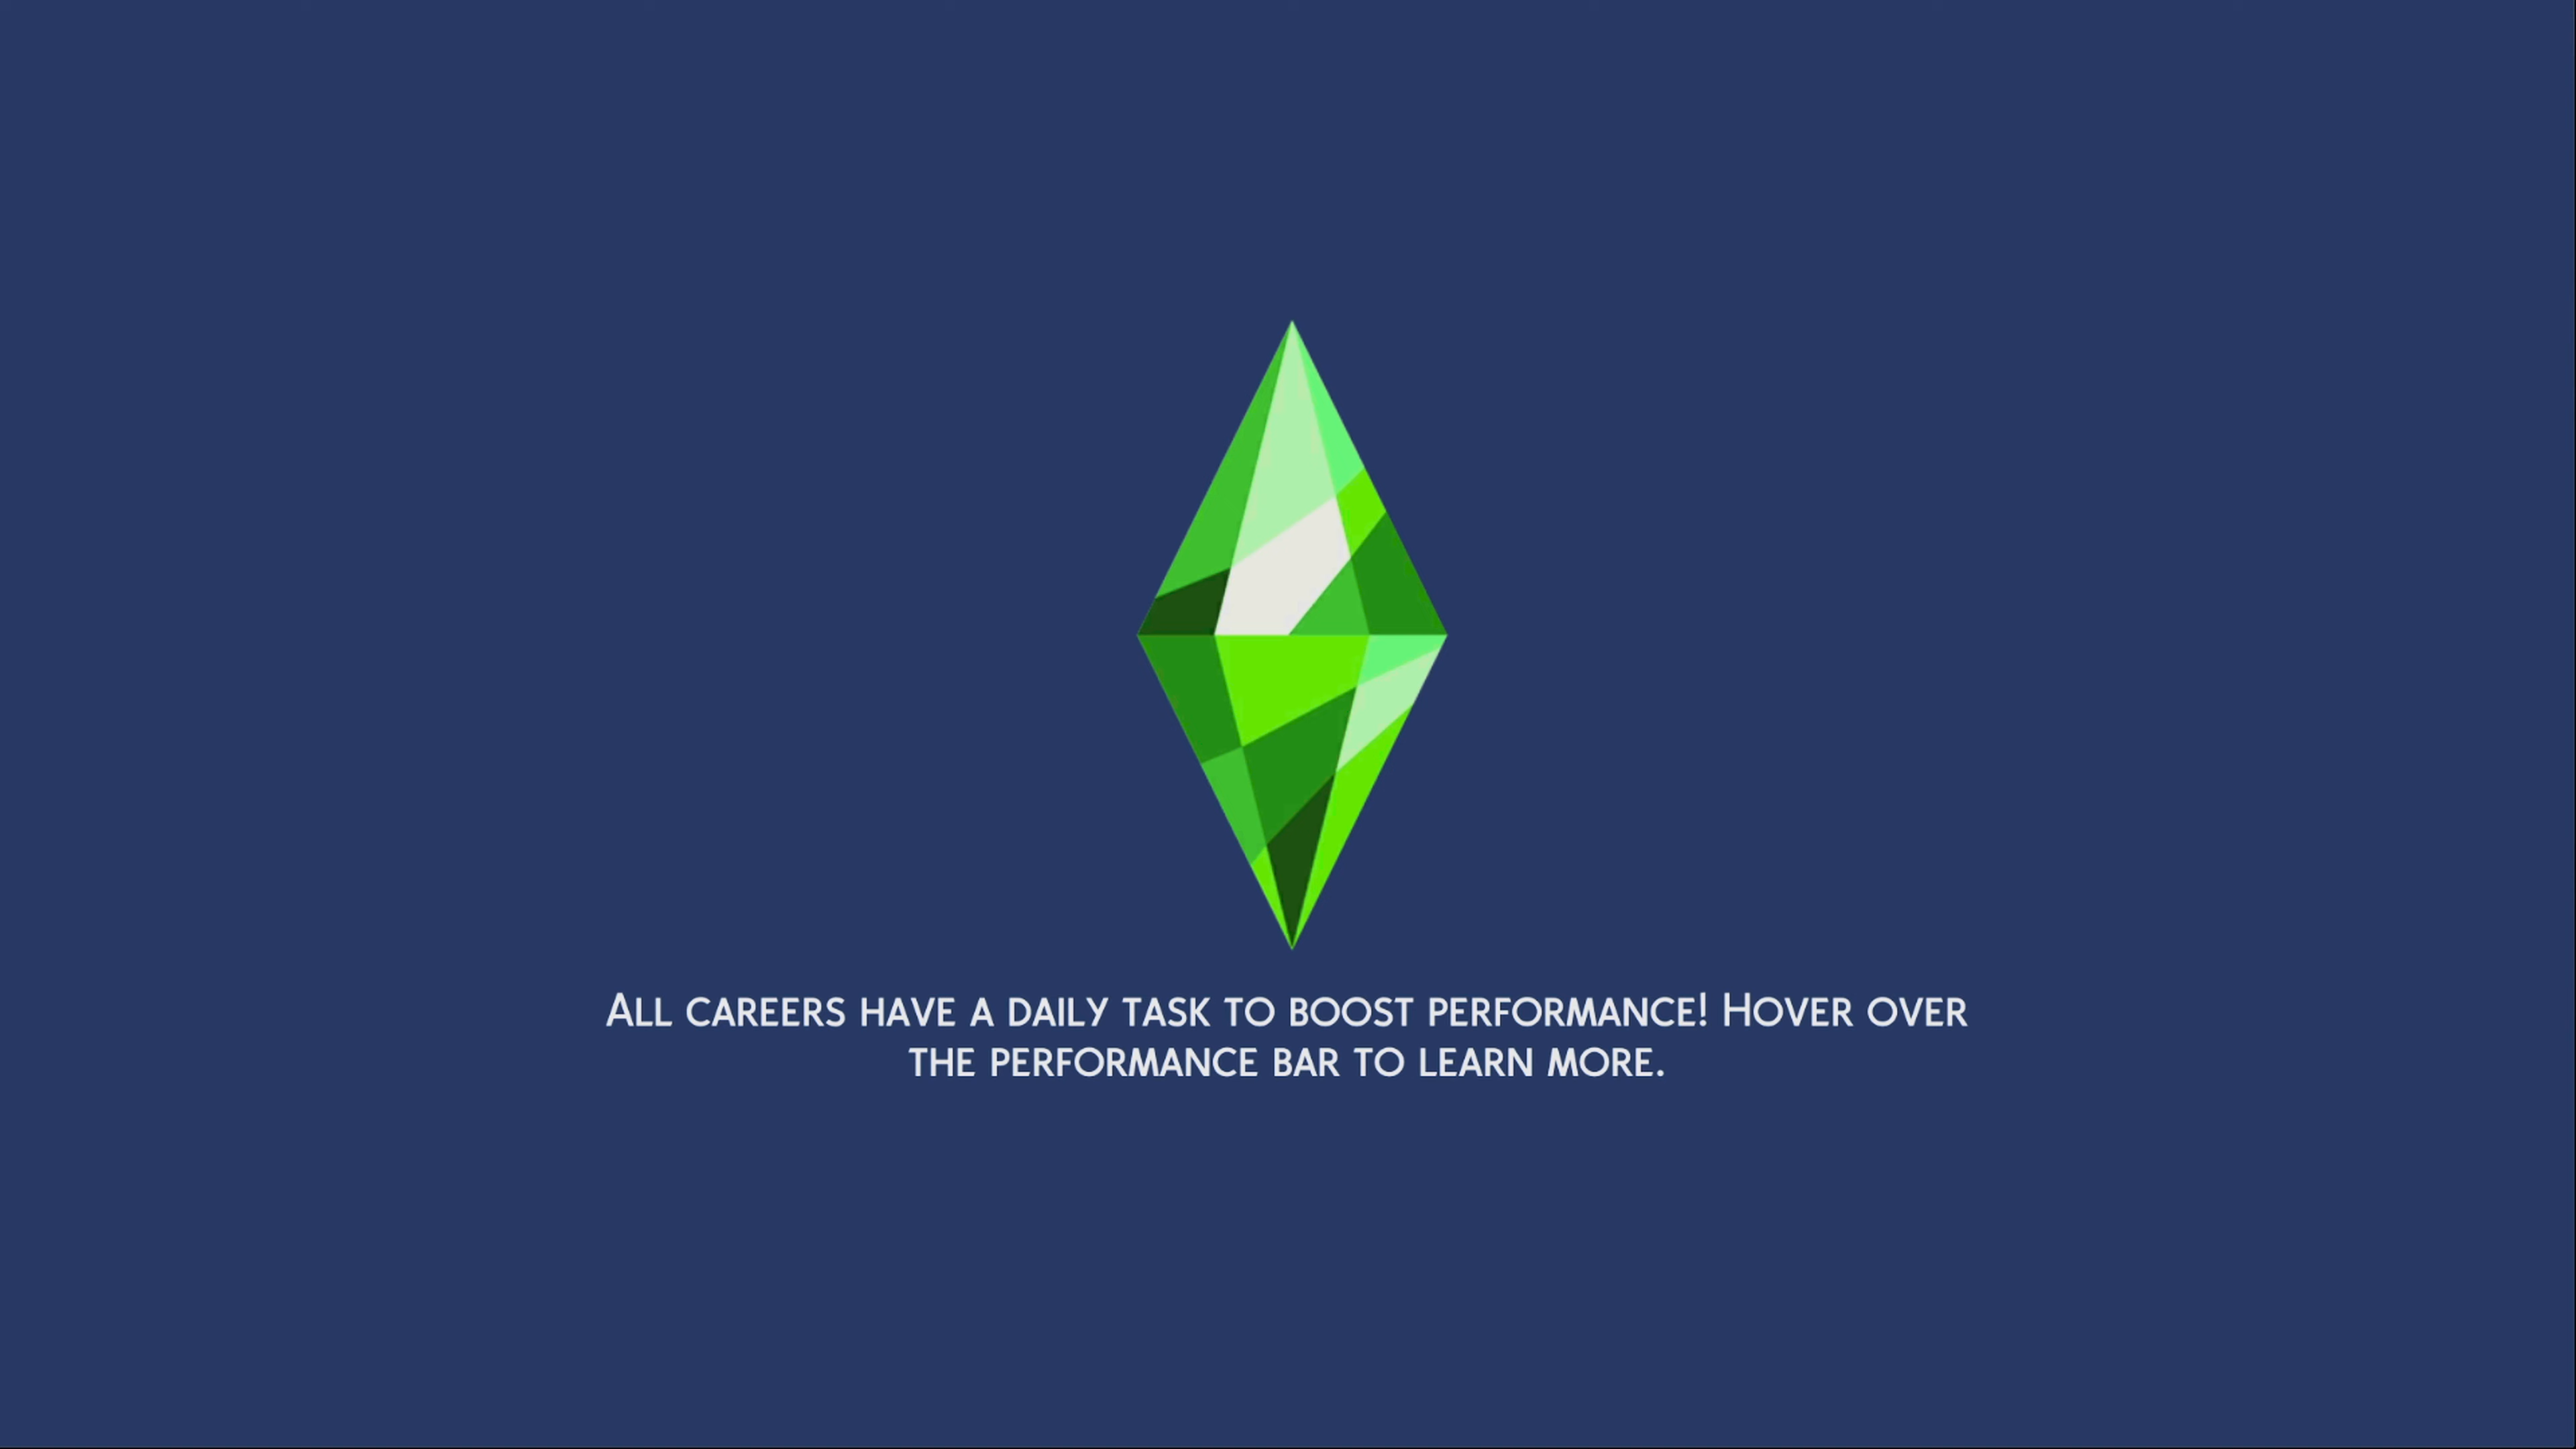 All careers have a daily task to boost performance! Hover over
the performance bar to learn more.